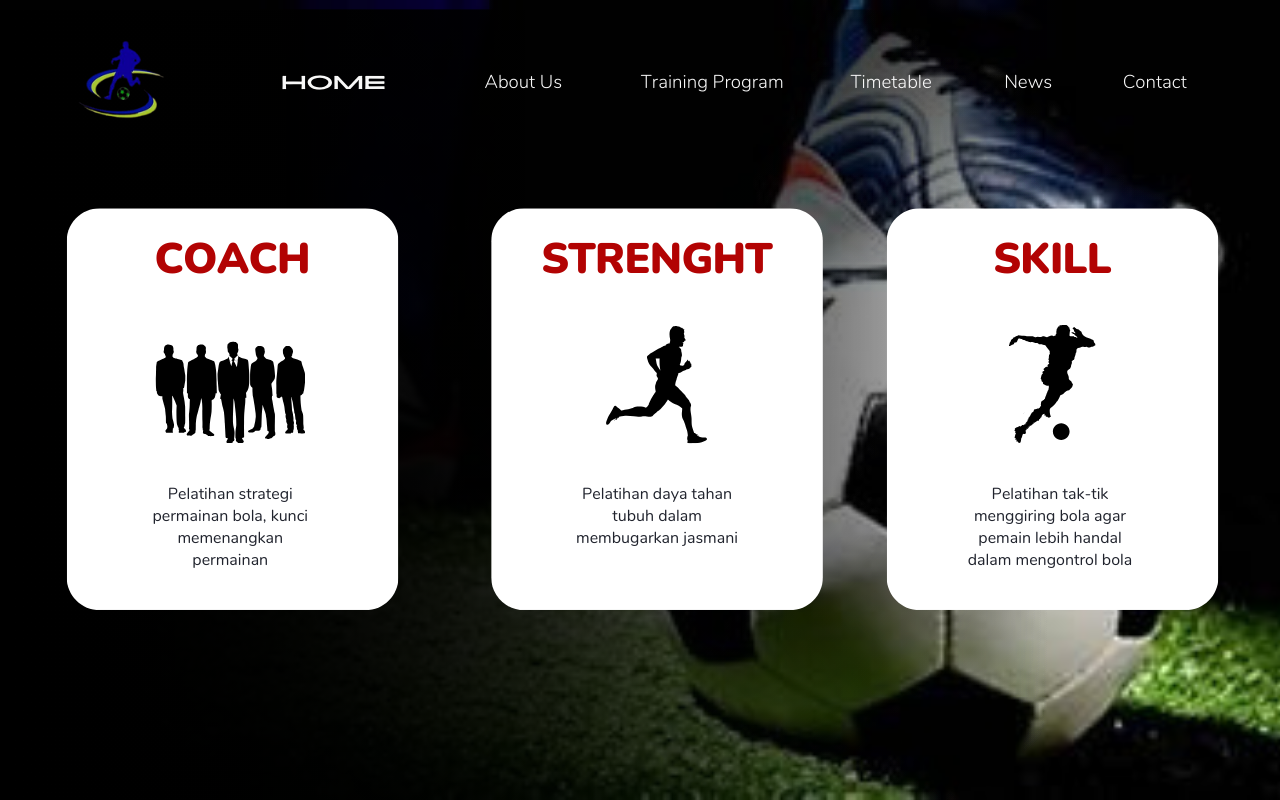 HOME About Us Training Program Timetable News Contact
COACH
Pelatihan strategi
permainan bola, kunci
memenangkan
permainan
STRENGHT
Pelatihan daya tahan
tubuh dalam
membugarkan jasmani
SKILL
Pelatihan tak-tik
menggiring bola agar
pemain lebih handal
dalam mengontrol bola